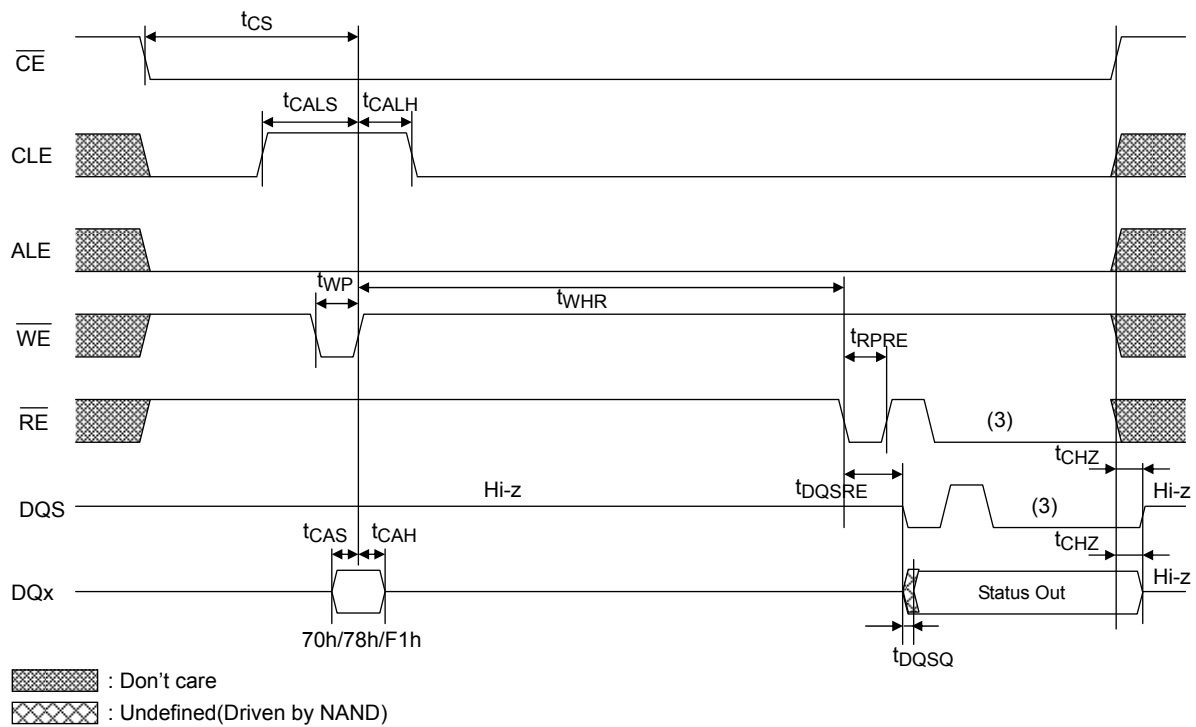 tCS
CE
tCALS tCALH
CLE
ALE
tWP
tWHR
WE
tRPRE
RE
(3)
tCHZ
tDQSRE
Hi-z
Hi-z
DQS
(3)
tCAS tCAH
tCHZ
Hi-z
DQx
Status Out
70h/78h/F1h
tDQSQ
: Don't care
: Undefined(Driven by NAND)